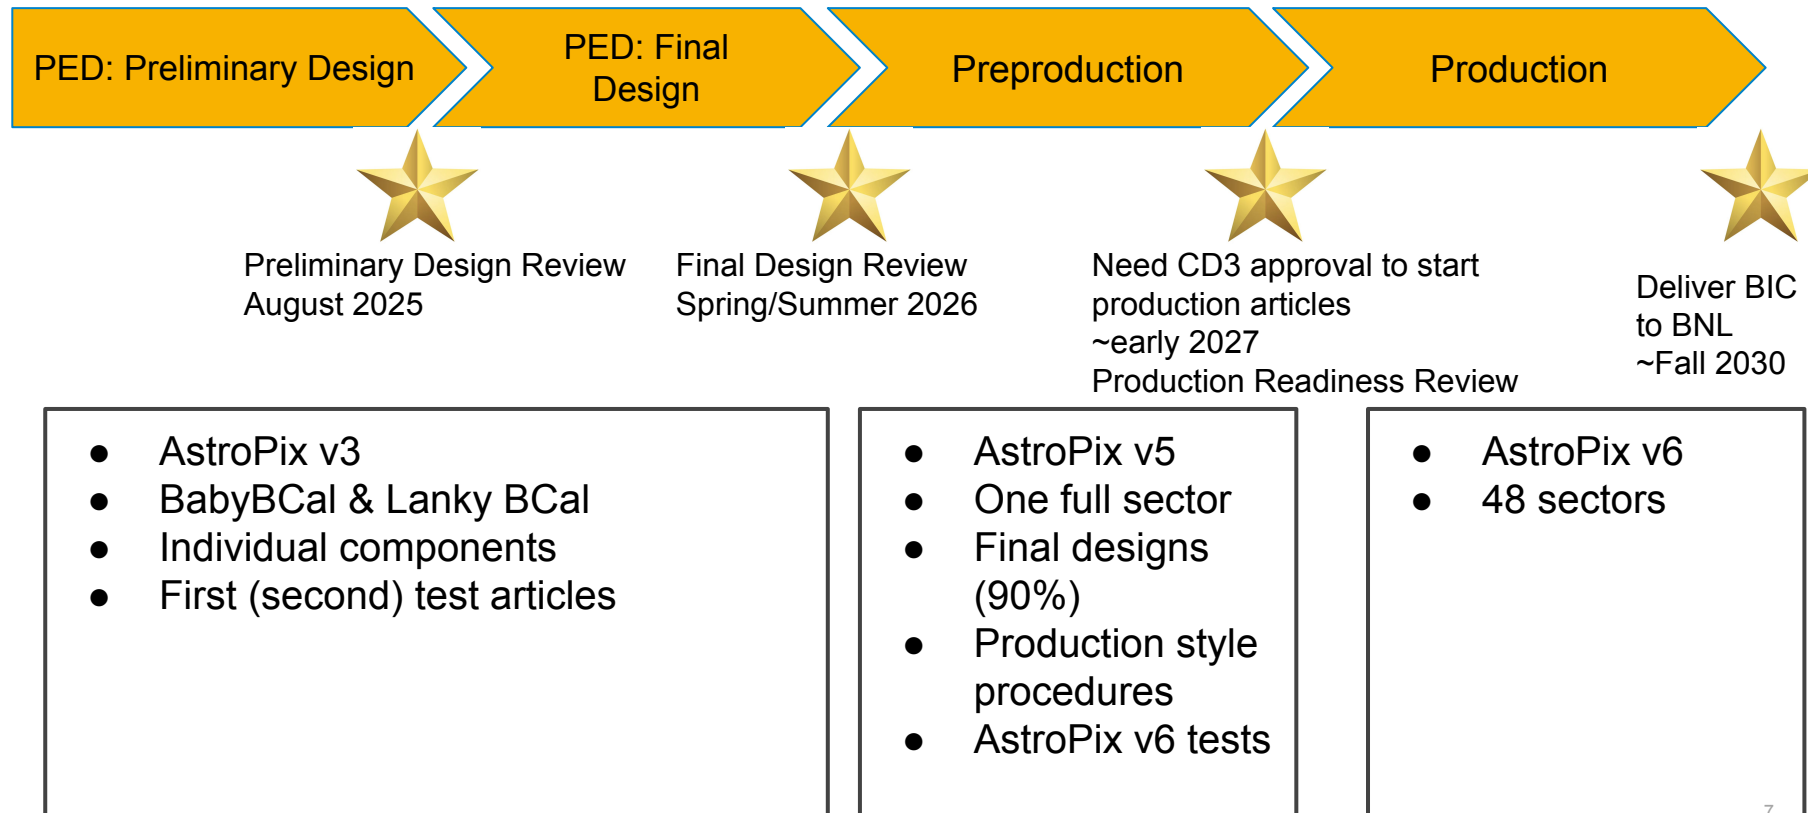 PED: Preliminary Design
PED: Final
Design
Preproduction
Production
Preliminary Design Review
August 2025
Final Design Review
Spring/Summer 2026
Need CD3 approval to start
production articles
~early 2027
Production Readiness Review
Deliver BIC
to BNL
~Fall 2030
● AstroPix v3
● BabyBCal & Lanky BCal
● Individual components
● First (second) test articles
● AstroPix v5
● One full sector
● Final designs
(90%)
● Production style
procedures
● AstroPix v6 tests
● AstroPix v6
● 48 sectors
7